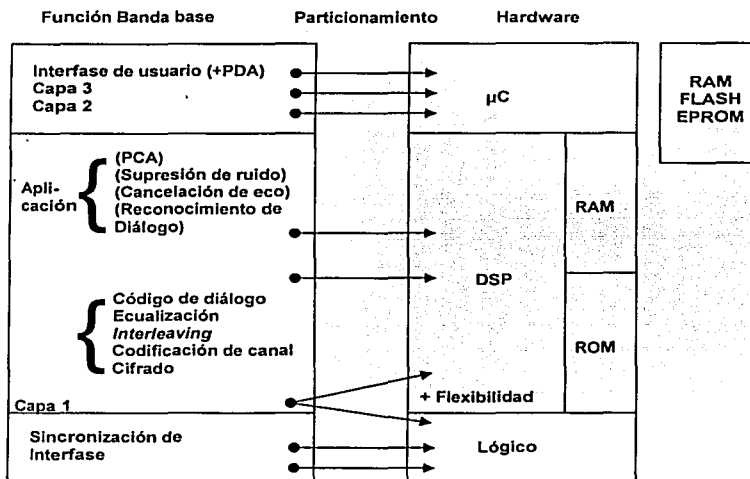 Función Banda base
Particionamiento
Hardware
Interfase de usuario (+PDA)
Capa 3
Capa 2
µC
RAM
FLASH
EPROM
Apli-
cación
(PCA)
(Supresión de ruido)
(Cancelación de eco)
(Reconocimiento de
Diálogo)
RAM
DSP
Código de diálogo
Ecualización
Interleaving
Codificación de canal
Cifrado
ROM
+ Flexibilidad
Capa 1
Sincronización de
Interfase
Lógico